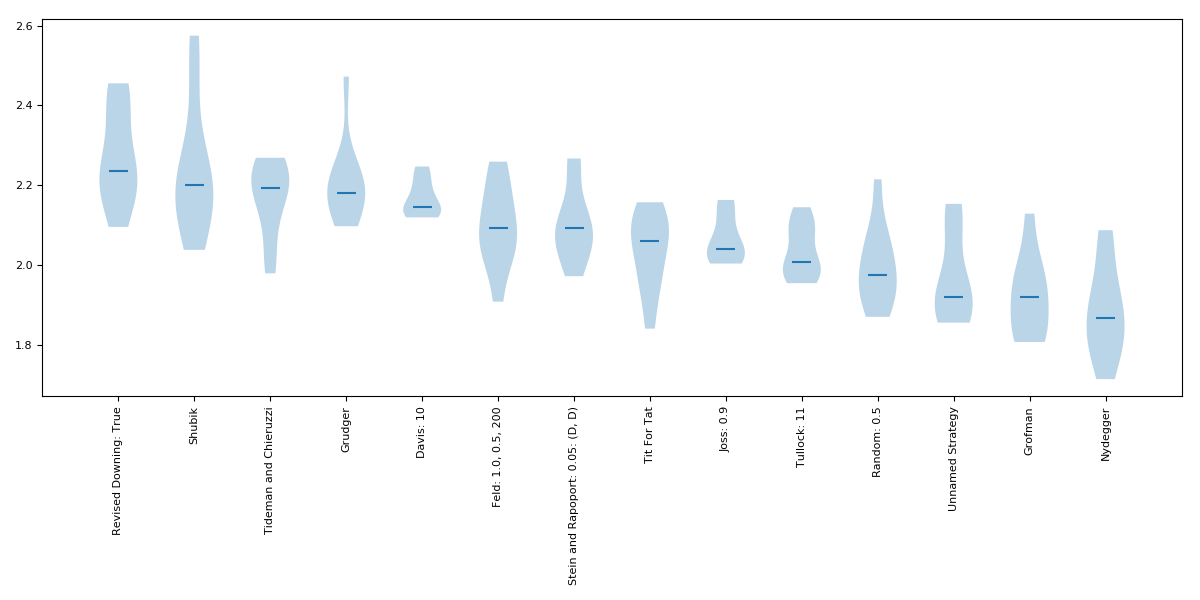 2.6
2.4
2.2
2.0
1.8
Revised Downing: True
Shubik
Tideman and Chieruzzi
Grudger
Davis: 10
Feld: 1.0, 0.5, 200
Stein and Rapoport: 0.05: (D, D)
Tit For Tat
Joss: 0.9
Tullock: 11
Random: 0.5
Unnamed Strategy
Grofman
Nydegger